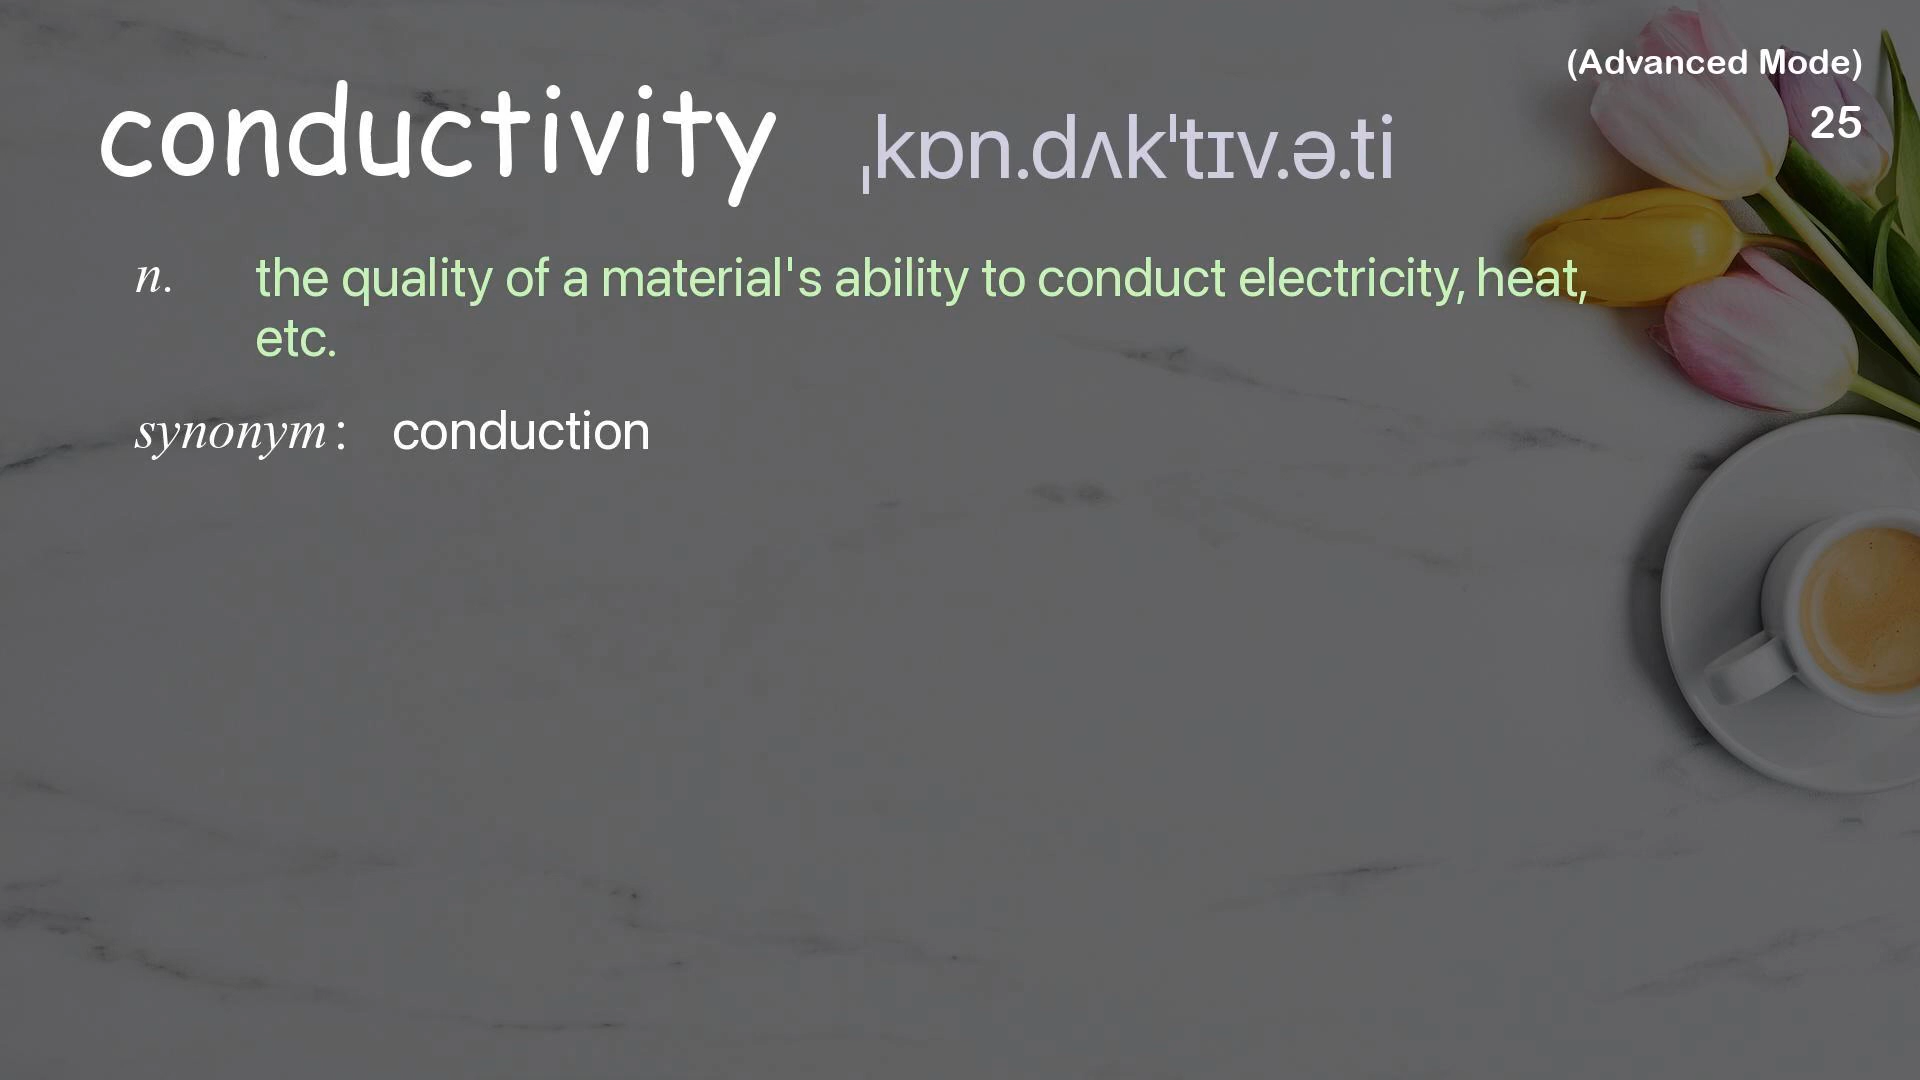 (Advanced Mode)
conductivity ˌkɒn.dʌkˈtɪv.ə.ti
25
n. the quality of a material's ability to conduct electricity, heat,
etc.
synonym: conduction